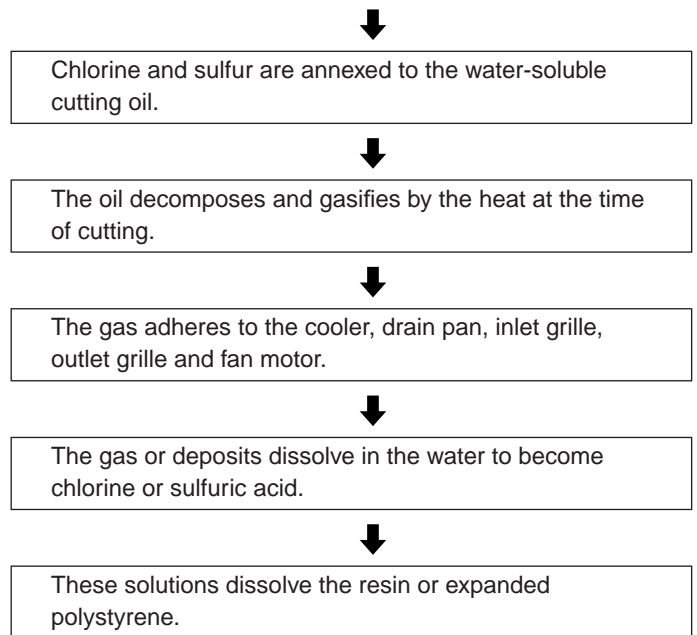 Chlorine and sulfur are annexed to the water-soluble
cutting oil.
The oil decomposes and gasifies by the heat at the time
of cutting.
The gas adheres to the cooler, drain pan, inlet grille,
outlet grille and fan motor.
The gas or deposits dissolve in the water to become
chlorine or sulfuric acid.
These solutions dissolve the resin or expanded
polystyrene.